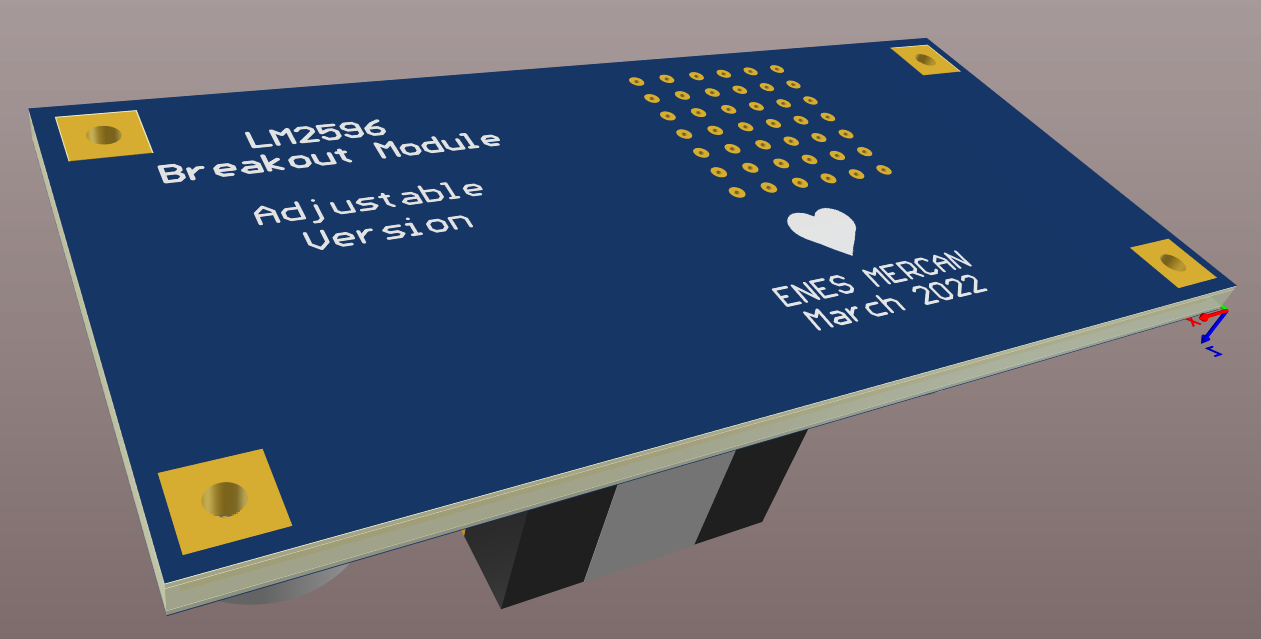 LM2596
Breakout Module
Adjustable
Version
ENES MERCAN
March 2022
X
Z